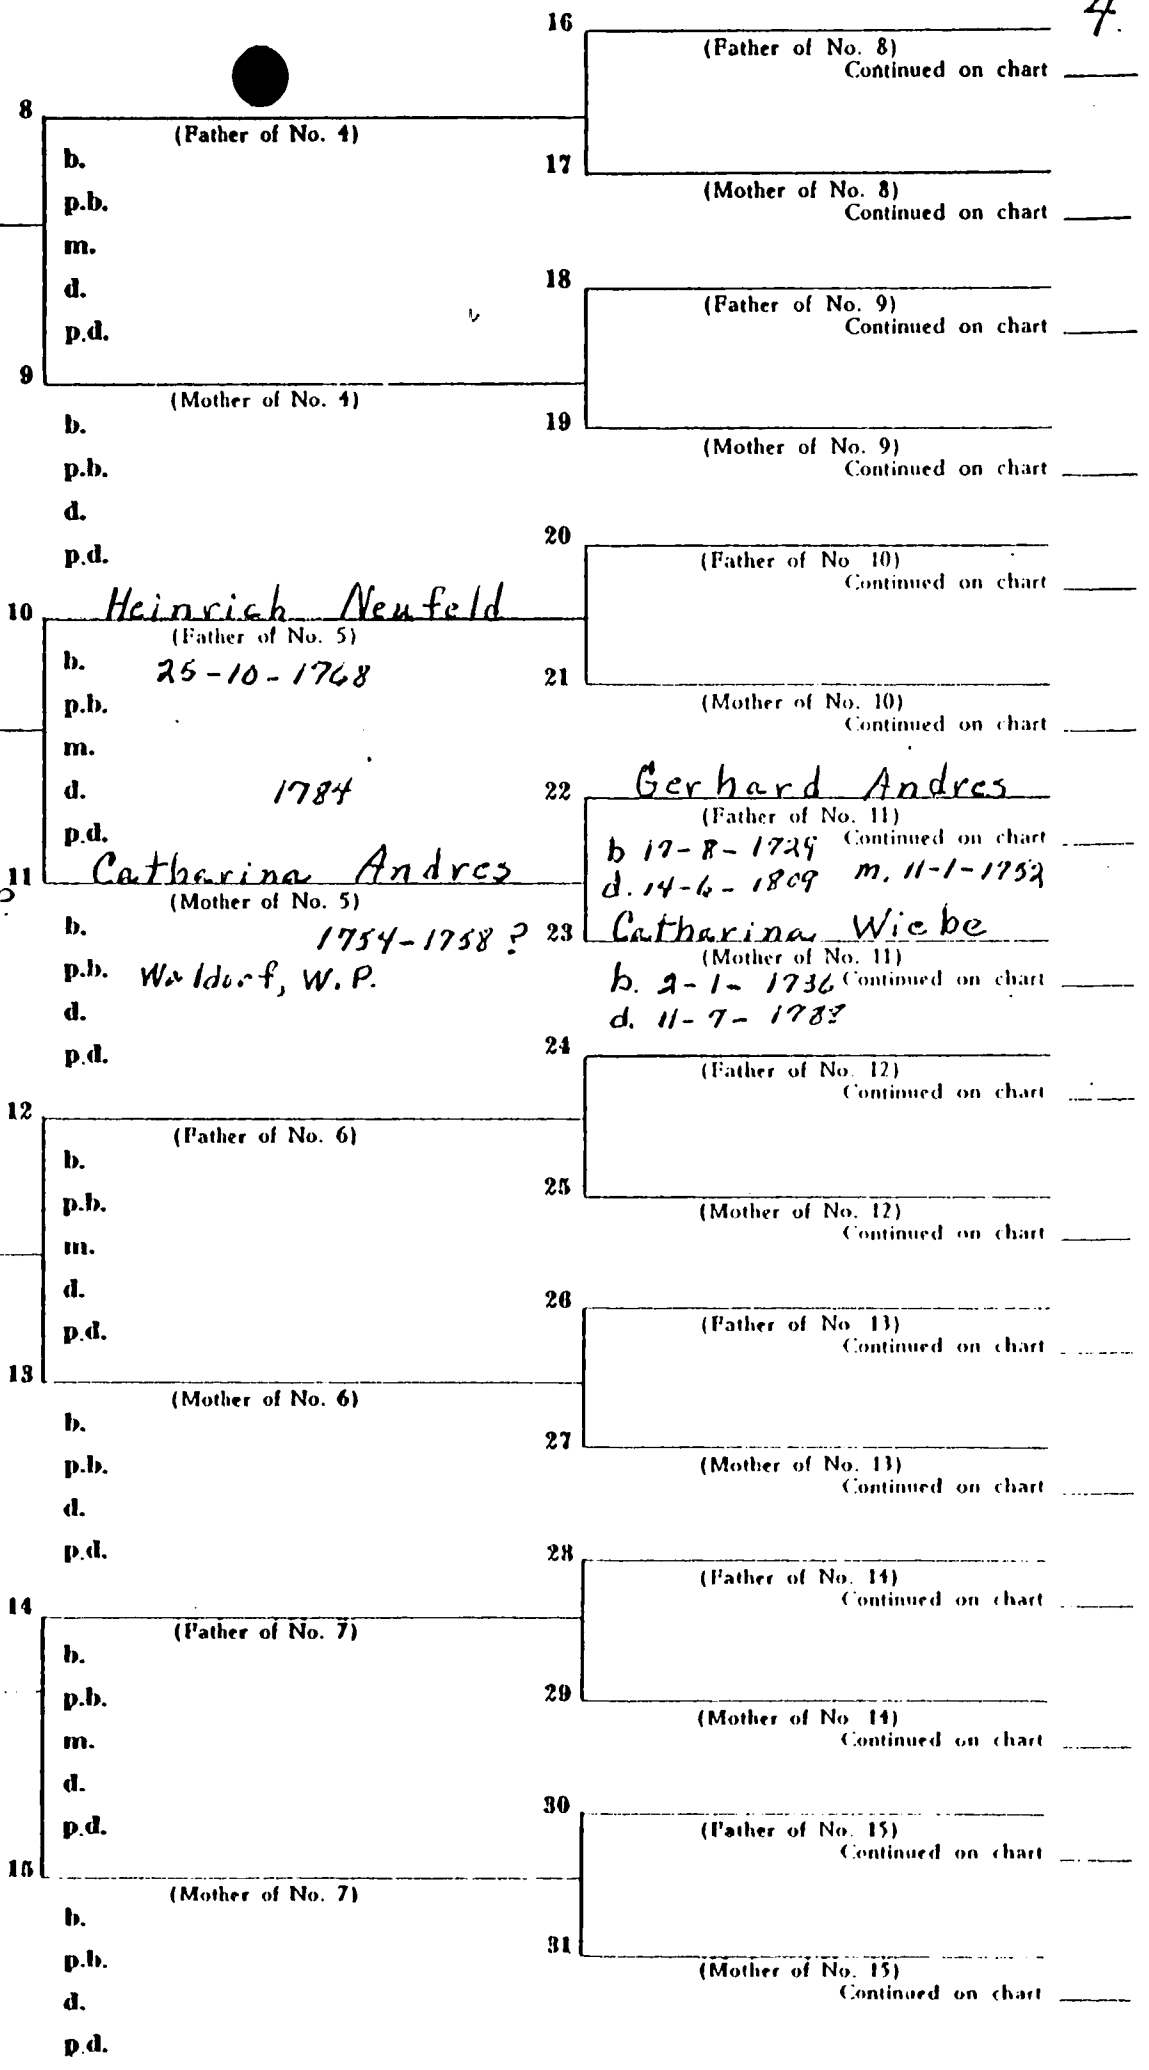 4.
8
(Father of No. 4)
b.
p.b.
m.
d.
p.d.
9
(Mother of No. 4)
b.
p.b.
d.
p.d.
10 Heinrich Neufeld
(Father of No. 5)
b. 25-10-1768
p.b.
m.
d. 1784
p.d.
11 Catharina Andres
(Mother of No. 5)
b. 1754-1758 ?
p.b. Waldorf, W.P.
d.
p.d.
12
(Father of No. 6)
b.
p.b.
m.
d.
p.d.
13
(Mother of No. 6)
b.
p.b.
d.
p.d.
14
(Father of No. 7)
b.
p.b.
m.
d.
p.d.
15
(Mother of No. 7)
b.
p.b.
d.
p.d.
16
(Father of No. 8)
Continued on chart
17
(Mother of No. 8)
Continued on chart
18
(Father of No. 9)
Continued on chart
19
(Mother of No. 9)
Continued on chart
20
(Father of No 10)
Continued on chart
21
(Mother of No. 10)
Continued on chart
22 Gerhard Andres
(Father of No. 11)
Continued on chart
b 17-8-1729 m. 11-1-1752
d. 14-6-1809
23 Catharina Wiebe
(Mother of No. 11)
b. 2-1-1736 Continued on chart
d. 11-7-
24
(Father of No. 12)
Continued on chart
25
(Mother of No. 12)
Continued on chart
26
(Father of No 13)
Continued on chart
27
(Mother of No. 13)
Continued on chart
28
(Father of No. 14)
Continued on chart
29
(Mother of No 14)
Continued on chart
30
(Father of No. 15)
Continued on chart
31
(Mother of No. 15)
Continued on chart